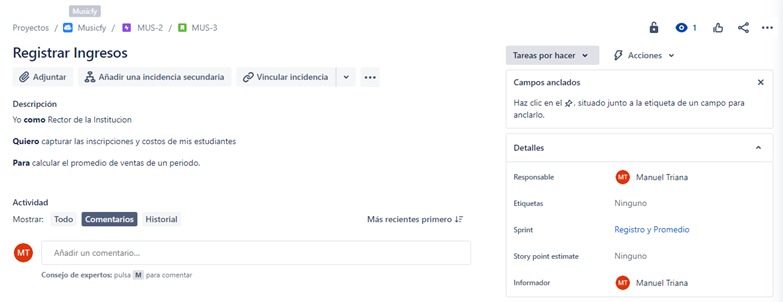 Musicfy
Proyectos / Musicfy / MUS-2 / MUS-3
1
Registrar Ingresos
Adjuntar Añadir una incidencia secundaria Vincular incidencia
Descripción
Yo como Rector de la Institucion
Quiero capturar las inscripciones y costos de mis estudiantes
Para calcular el promedio de ventas de un periodo.
Actividad
Mostrar: Todo Comentarios Historial Más recientes primero
MT Añadir un comentario...
Consejo de expertos: pulsa M para comentar
Tareas por hacer Acciones
Campos anclados
Haz clic en el , situado junto a la etiqueta de un campo para
anclarlo.
Detalles
Responsable MT Manuel Triana
Etiquetas Ninguno
Sprint Registro y Promedio
Story point estimate Ninguno
Informador MT Manuel Triana